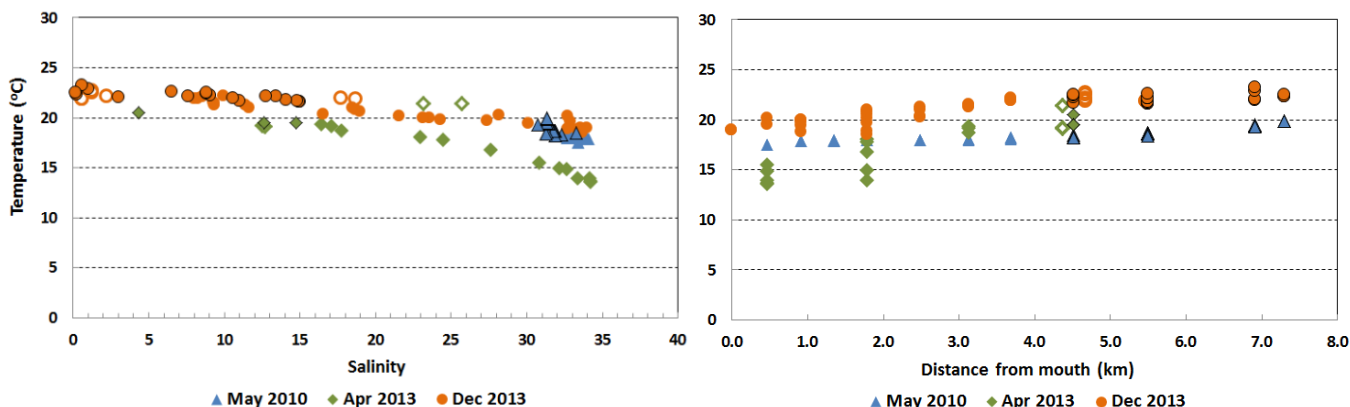 30
25
20
15
10
5
0
Temperature (°C)
0 5 10 15 20 25 30 35 40
Salinity
May 2010 Apr 2013 Dec 2013
30
25
20
15
10
5
0
0.0 1.0 2.0 3.0 4.0 5.0 6.0 7.0 8.0
Distance from mouth (km)
May 2010 Apr 2013 Dec 2013